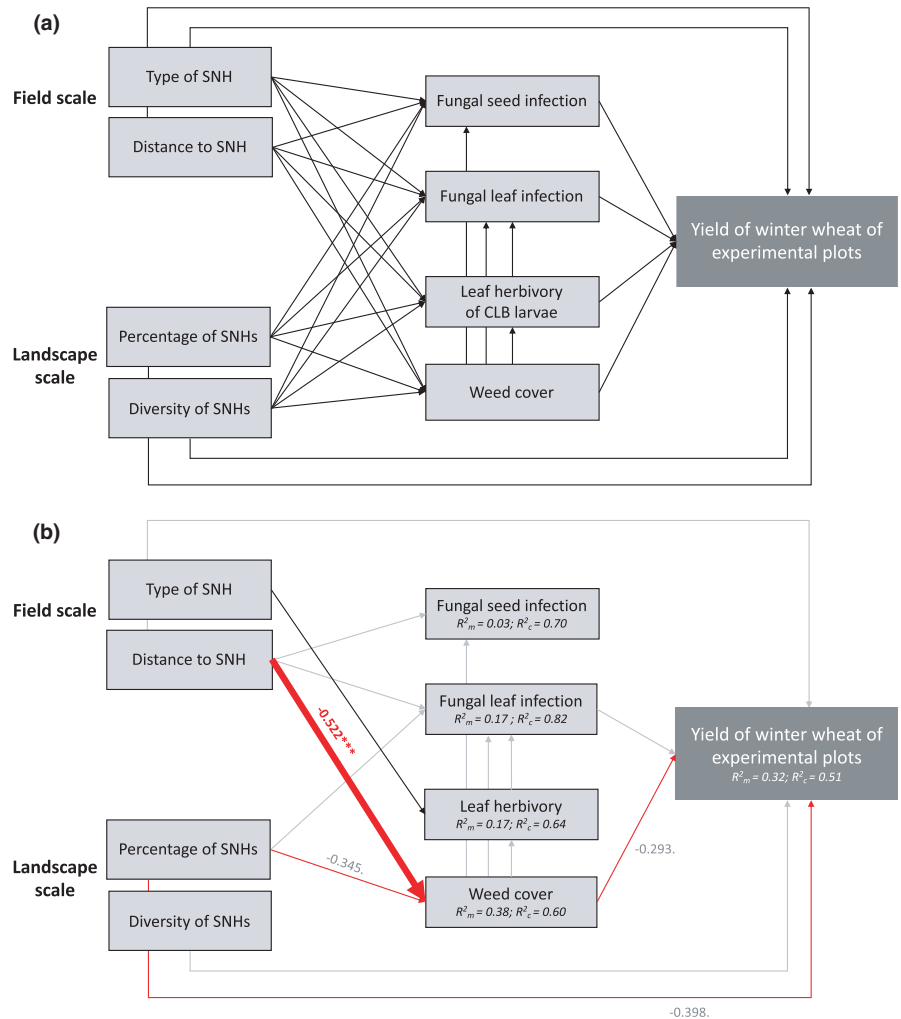 (a)
Field scale
Type of SNH
Distance to SNH
Landscape
scale
Percentage of SNHs
Diversity of SNHs
Fungal seed infection
Fungal leaf infection
Leaf herbivory
of CLB larvae
Weed cover
Yield of winter wheat of
experimental plots
(b)
Field scale
Type of SNH
Distance to SNH
Landscape
scale
Percentage of SNHs
Diversity of SNHs
-0.522***
-0.345.
Fungal seed infection
R²m = 0.03; R²c = 0.70
Fungal leaf infection
R²m = 0.17 ; R²c = 0.82
Leaf herbivory
R²m = 0.17; R²c = 0.64
Weed cover
R²m = 0.38; R²c = 0.60
-0.293.
Yield of winter wheat of
experimental plots
R²m = 0.32; R²c = 0.51
-0.398.